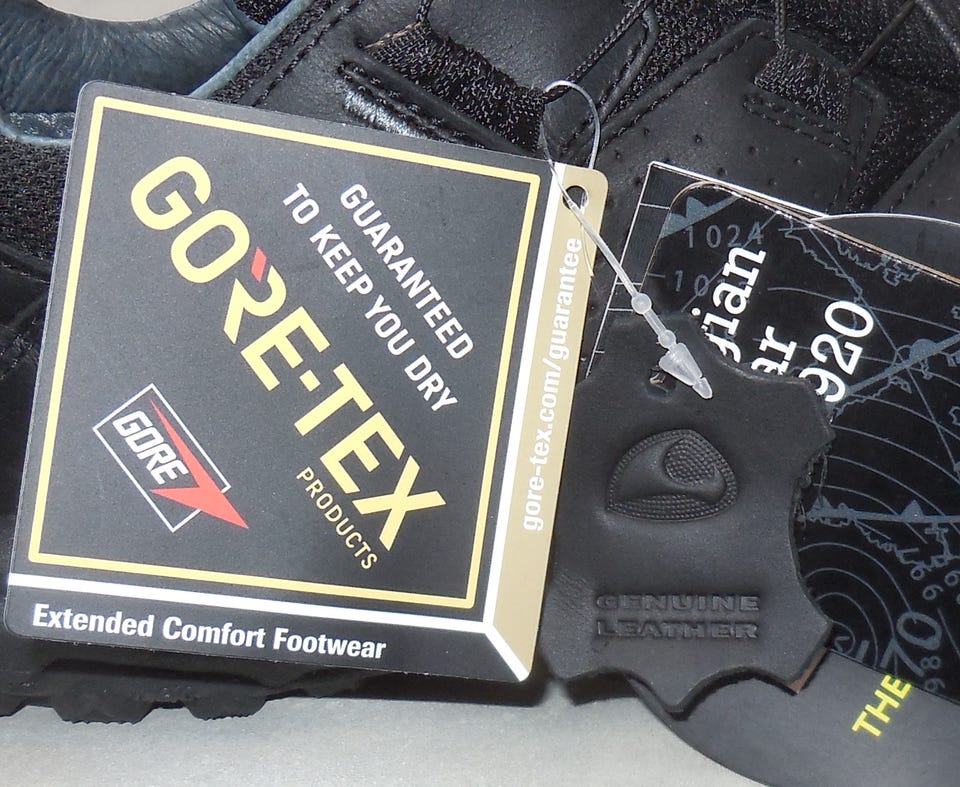 GUARANTEED
TO KEEP YOU DRY
GORE-TEX
PRODUCTS
GORE
Extended Comfort Footwear
gore-tex.com/guarantee
GENUINE
LEATHER
1024
920
THE